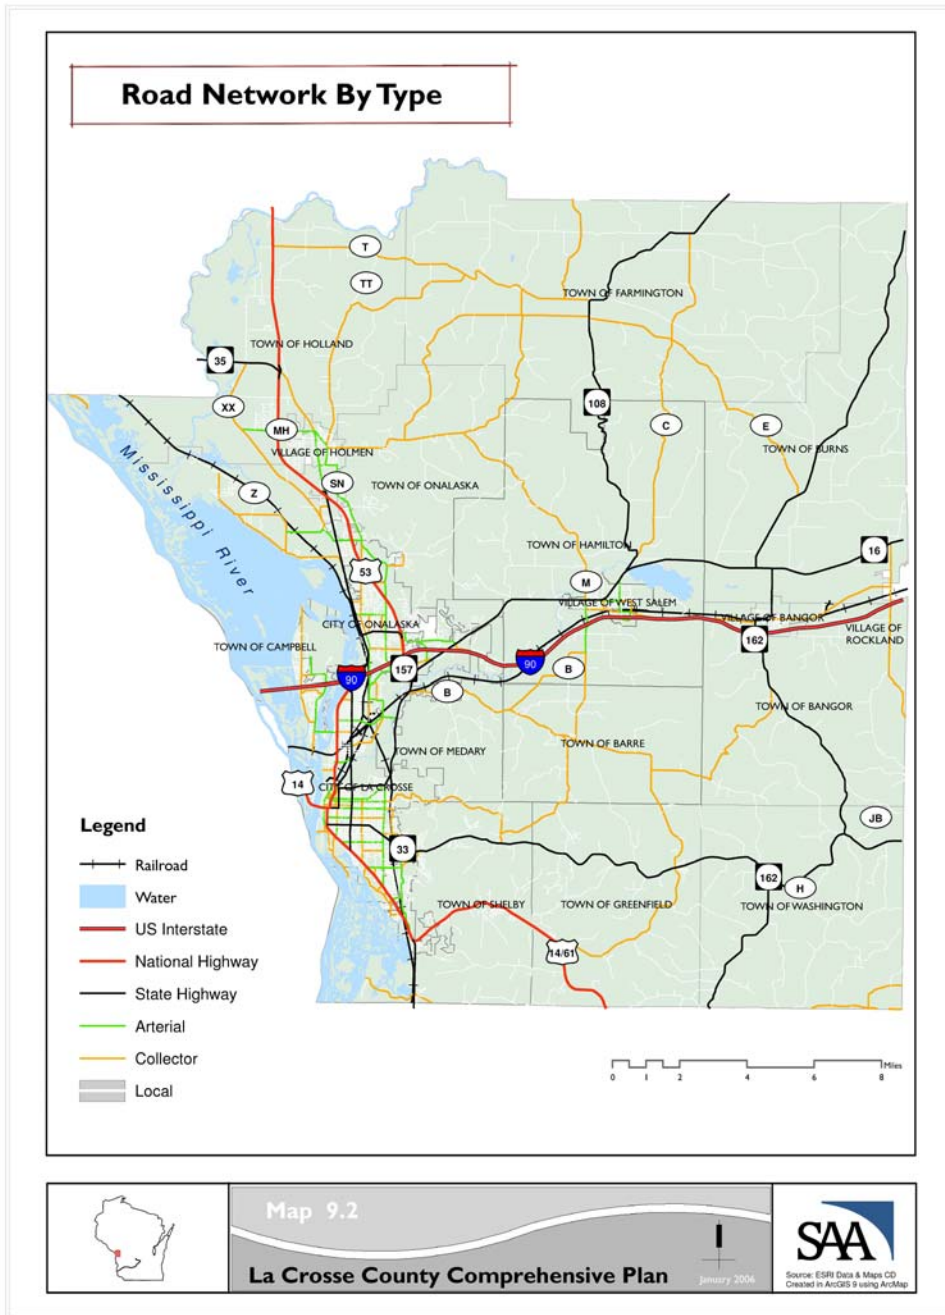 Road Network By Type
T
TT
TOWN OF FARMINGTON
TOWN OF HOLLAND
35
XX
108
MH
C
E
VILLAGE OF HOLMEN
TOWN OF BURNS
Mississippi River
Z
SN
TOWN OF ONALASKA
TOWN OF HAMILTON
16
53
M
VILLAGE OF WEST SALEM
CITY OF ONALASKA
VILLAGE OF BANGOR
VILLAGE OF
ROCKLAND
TOWN OF CAMPBELL
162
157
90
90
B
B
TOWN OF BANGOR
TOWN OF MEDARY
TOWN OF BARRE
14
CITY OF LA CROSSE
JB
33
162
H
TOWN OF SHELBY
TOWN OF GREENFIELD
TOWN OF WASHINGTON
14/61
Legend
Railroad
Water
US Interstate
National Highway
State Highway
Arterial
Collector
Local
Miles
0 1 2 4 6 8
Map 9.2
La Crosse County Comprehensive Plan
January 2006
SAA
Source: ESRI Data & Maps CD
Created in ArcGIS 9 using ArcMap